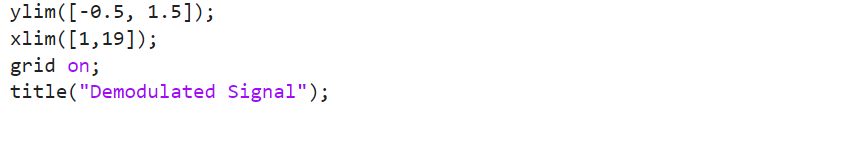 ylim([-0.5, 1.5]);
xlim([1,19]);
grid on;
title("Demodulated Signal");